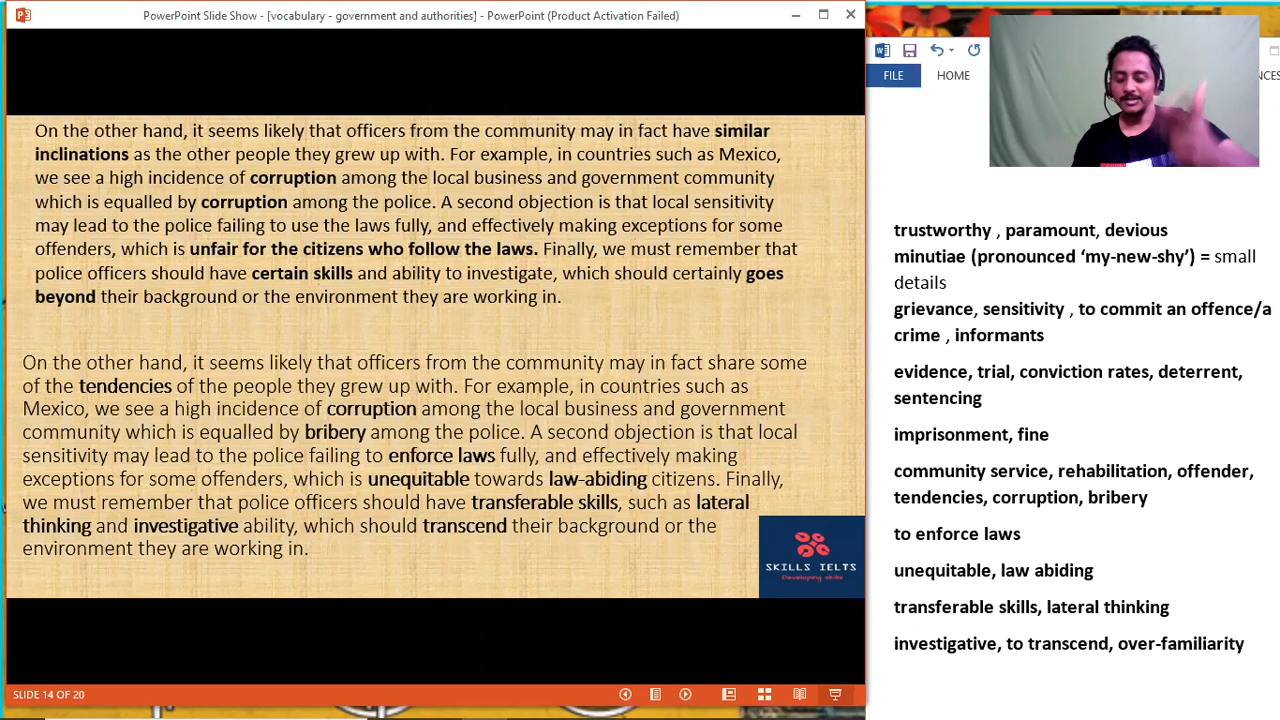 PowerPoint Slide Show - [vocabulary - government and authorities] - PowerPoint (Product Activation Failed)
On the other hand, it seems likely that officers from the community may in fact have similar
inclinations as the other people they grew up with. For example, in countries such as Mexico,
we see a high incidence of corruption among the local business and government community
which is equalled by corruption among the police. A second objection is that local sensitivity
may lead to the police failing to use the laws fully, and effectively making exceptions for some
offenders, which is unfair for the citizens who follow the laws. Finally, we must remember that
police officers should have certain skills and ability to investigate, which should certainly goes
beyond their background or the environment they are working in.
On the other hand, it seems likely that officers from the community may in fact share some
of the tendencies of the people they grew up with. For example, in countries such as
Mexico, we see a high incidence of corruption among the local business and government
community which is equalled by bribery among the police. A second objection is that local
sensitivity may lead to the police failing to enforce laws fully, and effectively making
exceptions for some offenders, which is unequitable towards law-abiding citizens. Finally,
we must remember that police officers should have transferable skills, such as lateral
thinking and investigative ability, which should transcend their background or the
environment they are working in.
SKILLS IELTS
Developing skills
SLIDE 14 OF 20
FILE HOME
NCES
trustworthy , paramount, devious
minutiae (pronounced ‘my-new-shy’) = small
details
grievance, sensitivity , to commit an offence/a
crime , informants
evidence, trial, conviction rates, deterrent,
sentencing
imprisonment, fine
community service, rehabilitation, offender,
tendencies, corruption, bribery
to enforce laws
unequitable, law abiding
transferable skills, lateral thinking
investigative, to transcend, over-familiarity